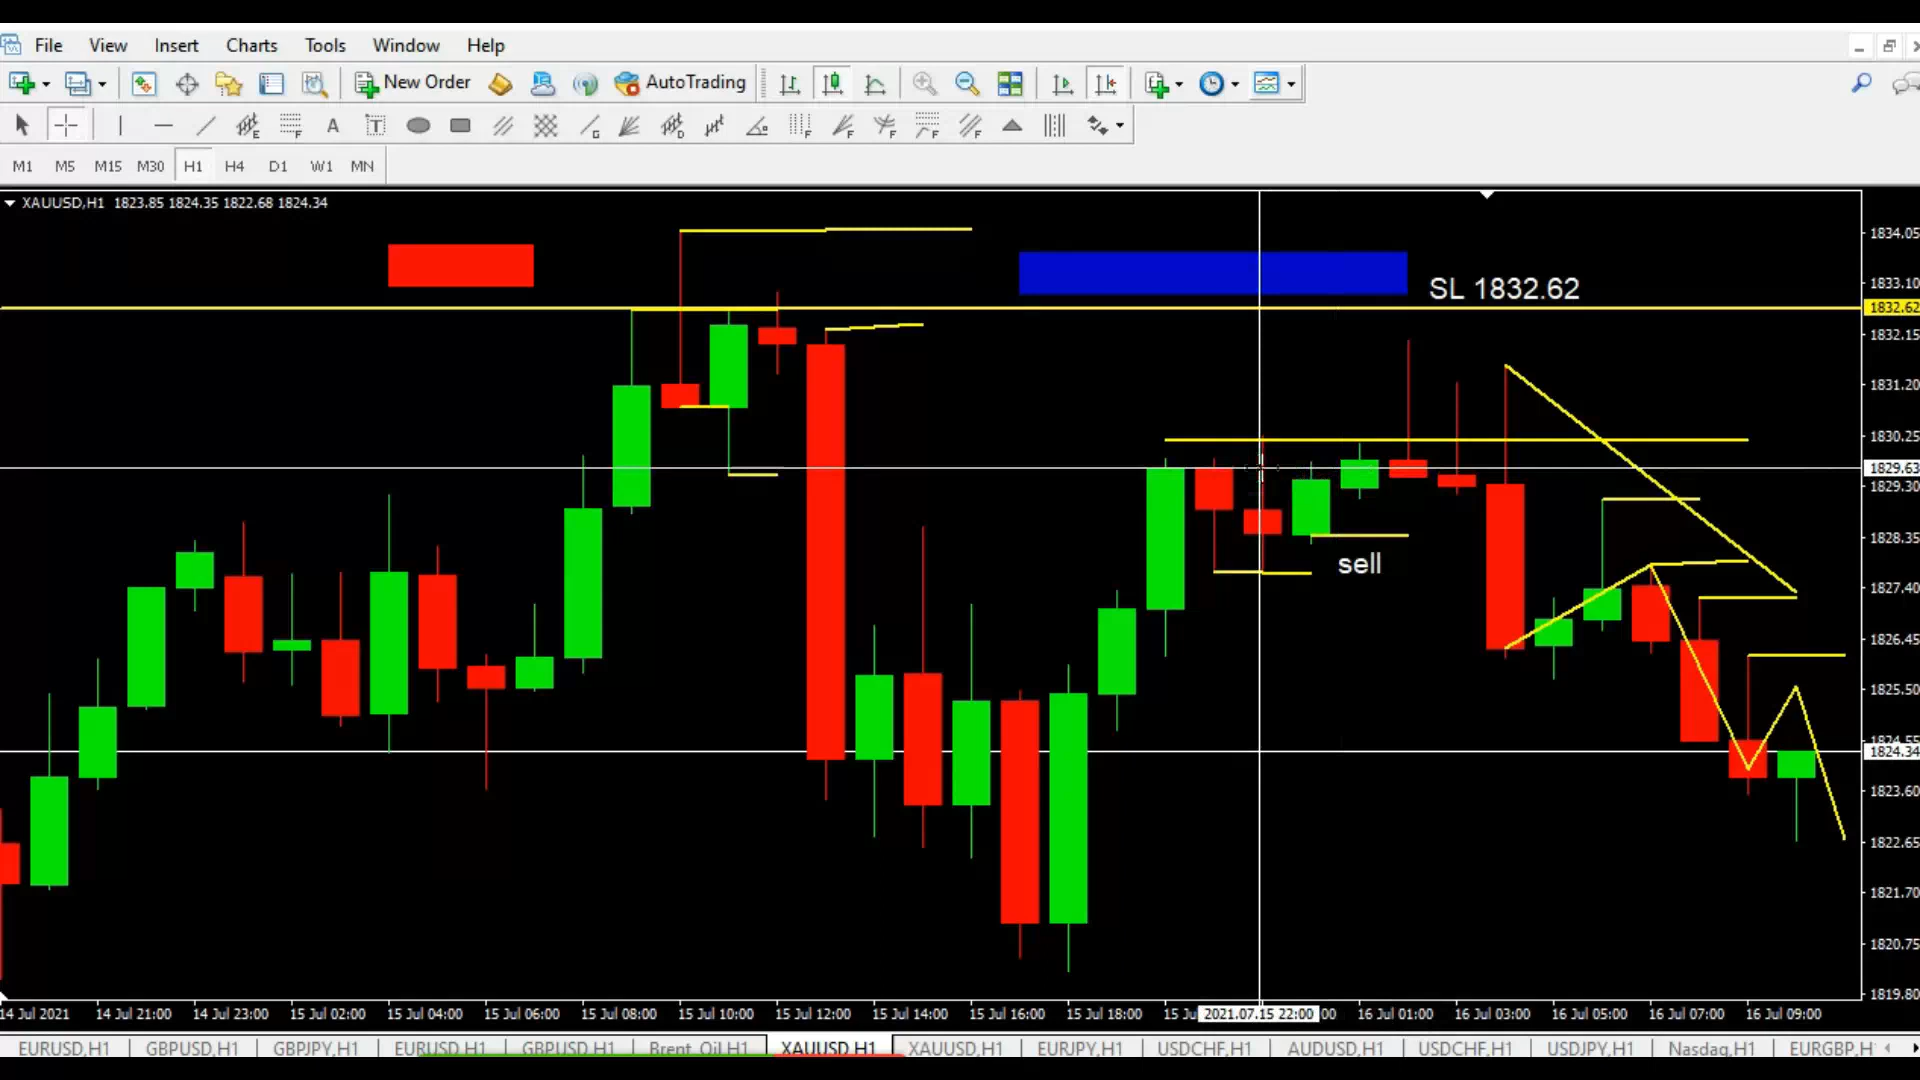 File View Insert Charts Tools Window Help
New Order AutoTrading
A T E F G D F F F F F
M1 M5 M15 M30 H1 H4 D1 W1 MN
XAUUSD,H1 1823.85 1824.35 1822.68 1824.34
1834.05
1833.10
SL 1832.62
1832.62
1832.15
1831.20
1830.25
1829.63
1829.30
1828.35
sell
1827.40
1826.45
1825.50
1824.55
1824.34
1823.60
1822.65
1821.70
1820.75
1819.80
14 Jul 2021 14 Jul 21:00 14 Jul 23:00 15 Jul 02:00 15 Jul 04:00 15 Jul 06:00 15 Jul 08:00 15 Jul 10:00 15 Jul 12:00 15 Jul 14:00 15 Jul 16:00 15 Jul 18:00 15 Ju 2021.07.15 22:00 :00 16 Jul 01:00 16 Jul 03:00 16 Jul 05:00 16 Jul 07:00 16 Jul 09:00
EURUSD,H1 GBPUSD,H1 GBPJPY,H1 EURUSD,H1 GBPUSD,H1 Brent_Oil,H1 XAUUSD,H1 XAUUSD,H1 EURJPY,H1 USDCHF,H1 AUDUSD,H1 USDCHF,H1 USDJPY,H1 Nasdaq,H1 EURGBP,H